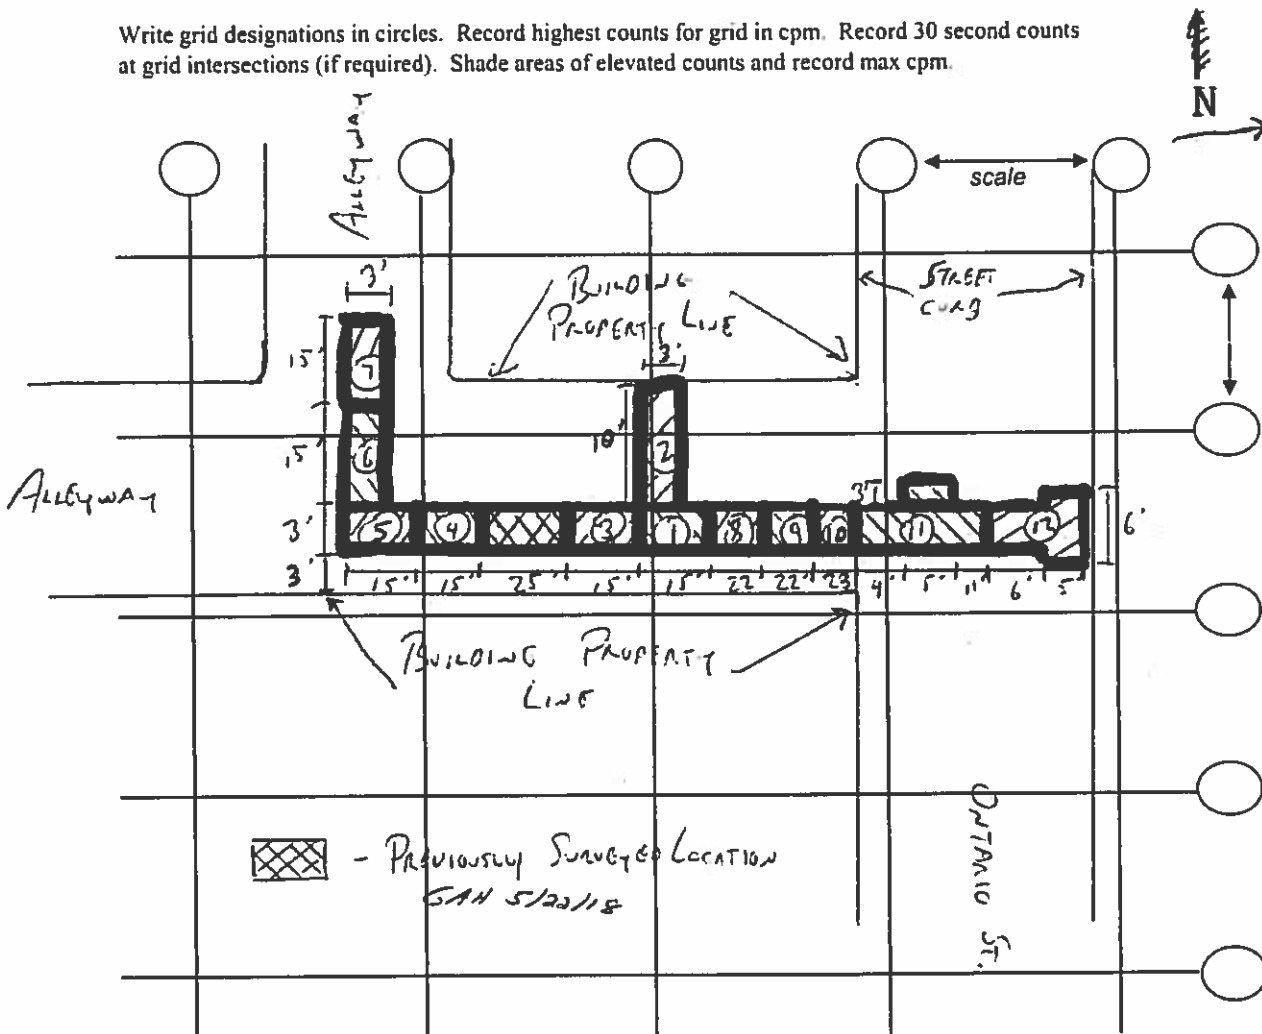 Write grid designations in circles. Record highest counts for grid in cpm. Record 30 second counts
at grid intersections (if required). Shade areas of elevated counts and record max cpm.
N
ALLEYWAY
scale
3'
BUILDING
PROPERTY LINE
STREET
CURB
3'
15'
7
10'
15'
6
2
ALLEYWAY
3'
3'
5
4
3
1
8
9
10
11
12
6'
3'
15'
15'
25'
15'
15'
22'
22'
23
4'
5'
11'
6'
5'
BUILDING PROPERTY
LINE
- PREVIOUSLY SURVEYED LOCATION
5/22/18
ONTARIO ST.